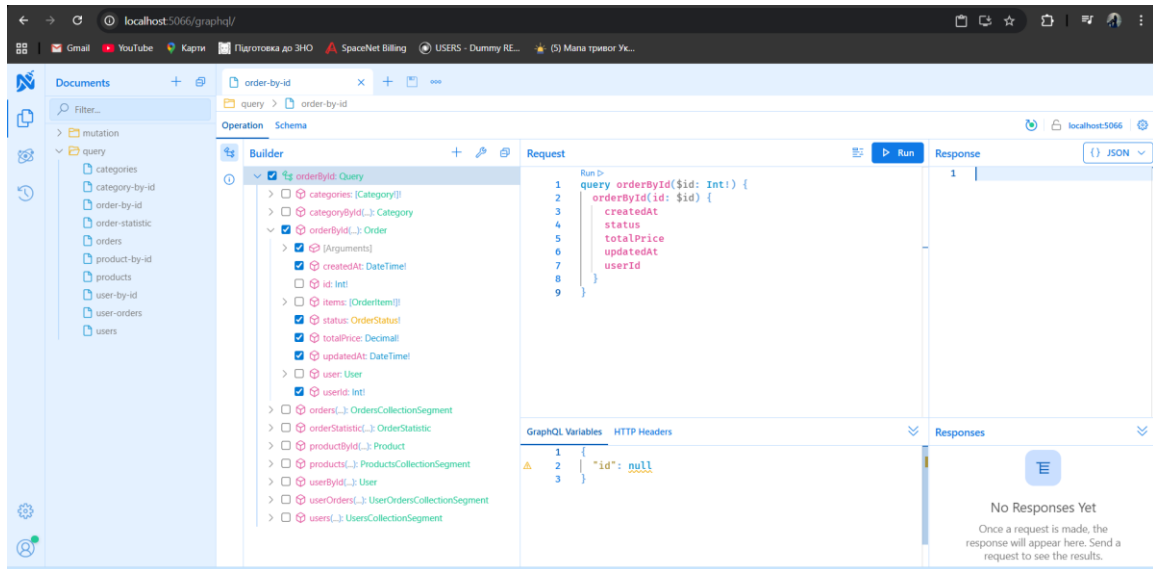 localhost:5066/graphql/
Gmail YouTube Карти Підготовка до ЗНО SpaceNet Billing USERS - Dummy RE... (5) Мапа тривог Ук...
Documents
Filter...
mutation
query
categories
category-by-id
order-by-id
order-statistic
orders
product-by-id
products
user-by-id
user-orders
users
order-by-id
query > order-by-id
Operation Schema
localhost:5066
Builder
orderById: Query
categories: [Category!]!
categoryById(...): Category
orderById(...): Order
[Arguments]
createdAt: DateTime!
id: Int!
items: [OrderItem!]!
status: OrderStatus!
totalPrice: Decimal!
updatedAt: DateTime!
user: User
userId: Int!
orders(...): OrdersCollectionSegment
orderStatistic(...): OrderStatistic
productById(...): Product
products(...): ProductsCollectionSegment
userById(...): User
userOrders(...): UserOrdersCollectionSegment
users(...): UsersCollectionSegment
Request
Run
Run
1 query orderById($id: Int!) {
2 orderById(id: $id) {
3 createdAt
4 status
5 totalPrice
6 updatedAt
7 userId
8 }
9 }
GraphQL Variables HTTP Headers
1 {
2 "id": null
3 }
Response
{} JSON
1
Responses
No Responses Yet
Once a request is made, the
response will appear here. Send a
request to see the results.